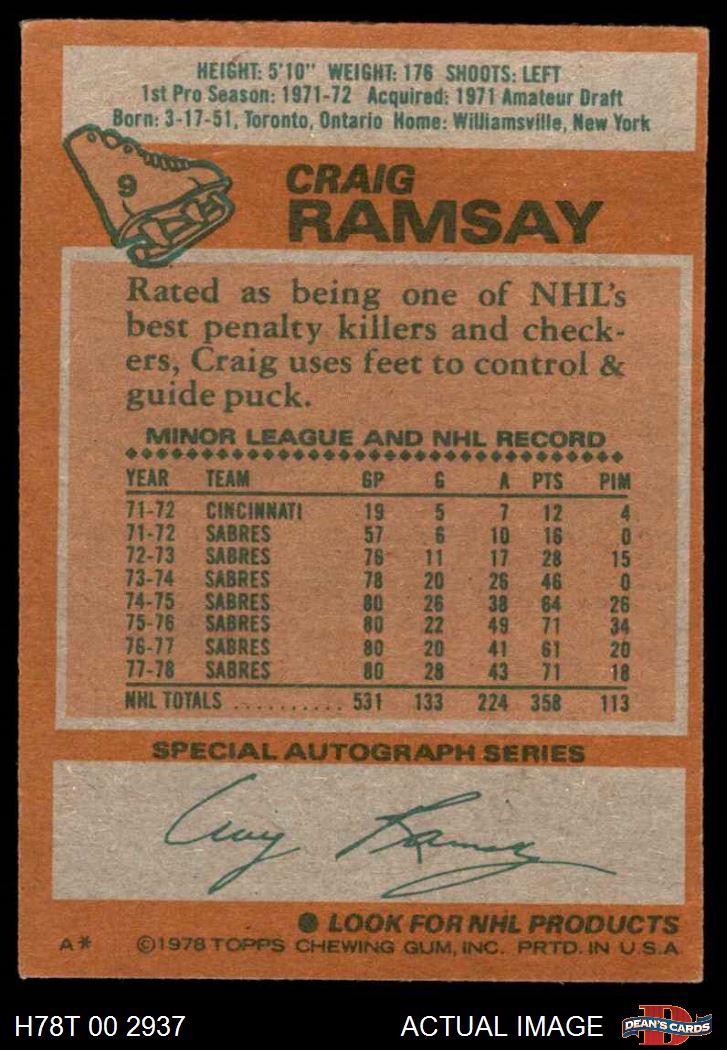 HEIGHT: 5'10" WEIGHT: 176 SHOOTS: LEFT
1st Pro Season: 1971-72 Acquired: 1971 Amateur Draft
Born: 3-17-51, Toronto, Ontario Home: Williamsville, New York
9
CRAIG
RAMSAY
Rated as being one of NHL's
best penalty killers and check-
ers, Craig uses feet to control &
guide puck.
MINOR LEAGUE AND NHL RECORD
YEAR TEAM GP G A PTS PIM
71-72 CINCINNATI 19 5 7 12 4
71-72 SABRES 57 6 10 16 0
72-73 SABRES 76 11 17 28 15
73-74 SABRES 78 20 26 46 0
74-75 SABRES 80 26 38 64 26
75-76 SABRES 80 22 49 71 34
76-77 SABRES 80 20 41 61 20
77-78 SABRES 80 28 43 71 18
NHL TOTALS .......... 531 133 224 358 113
SPECIAL AUTOGRAPH SERIES
Craig Ramsay
LOOK FOR NHL PRODUCTS
A* ©1978 TOPPS CHEWING GUM, INC. PRTD. IN U.S.A.
H78T 00 2937 ACTUAL IMAGE D DEAN'S CARDS